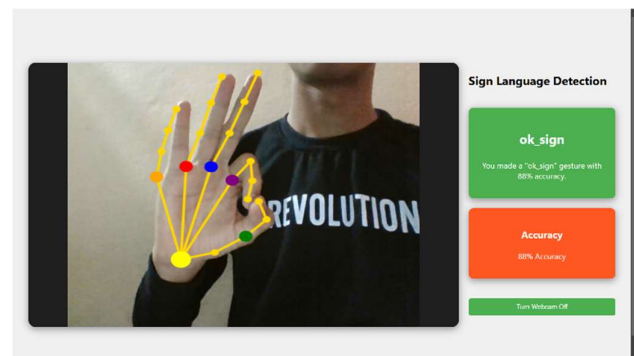 Sign Language Detection
ok_sign
You made a "ok_sign" gesture with
88% accuracy.
REVOLUTION
Accuracy
88% Accuracy
Turn Webcam Off